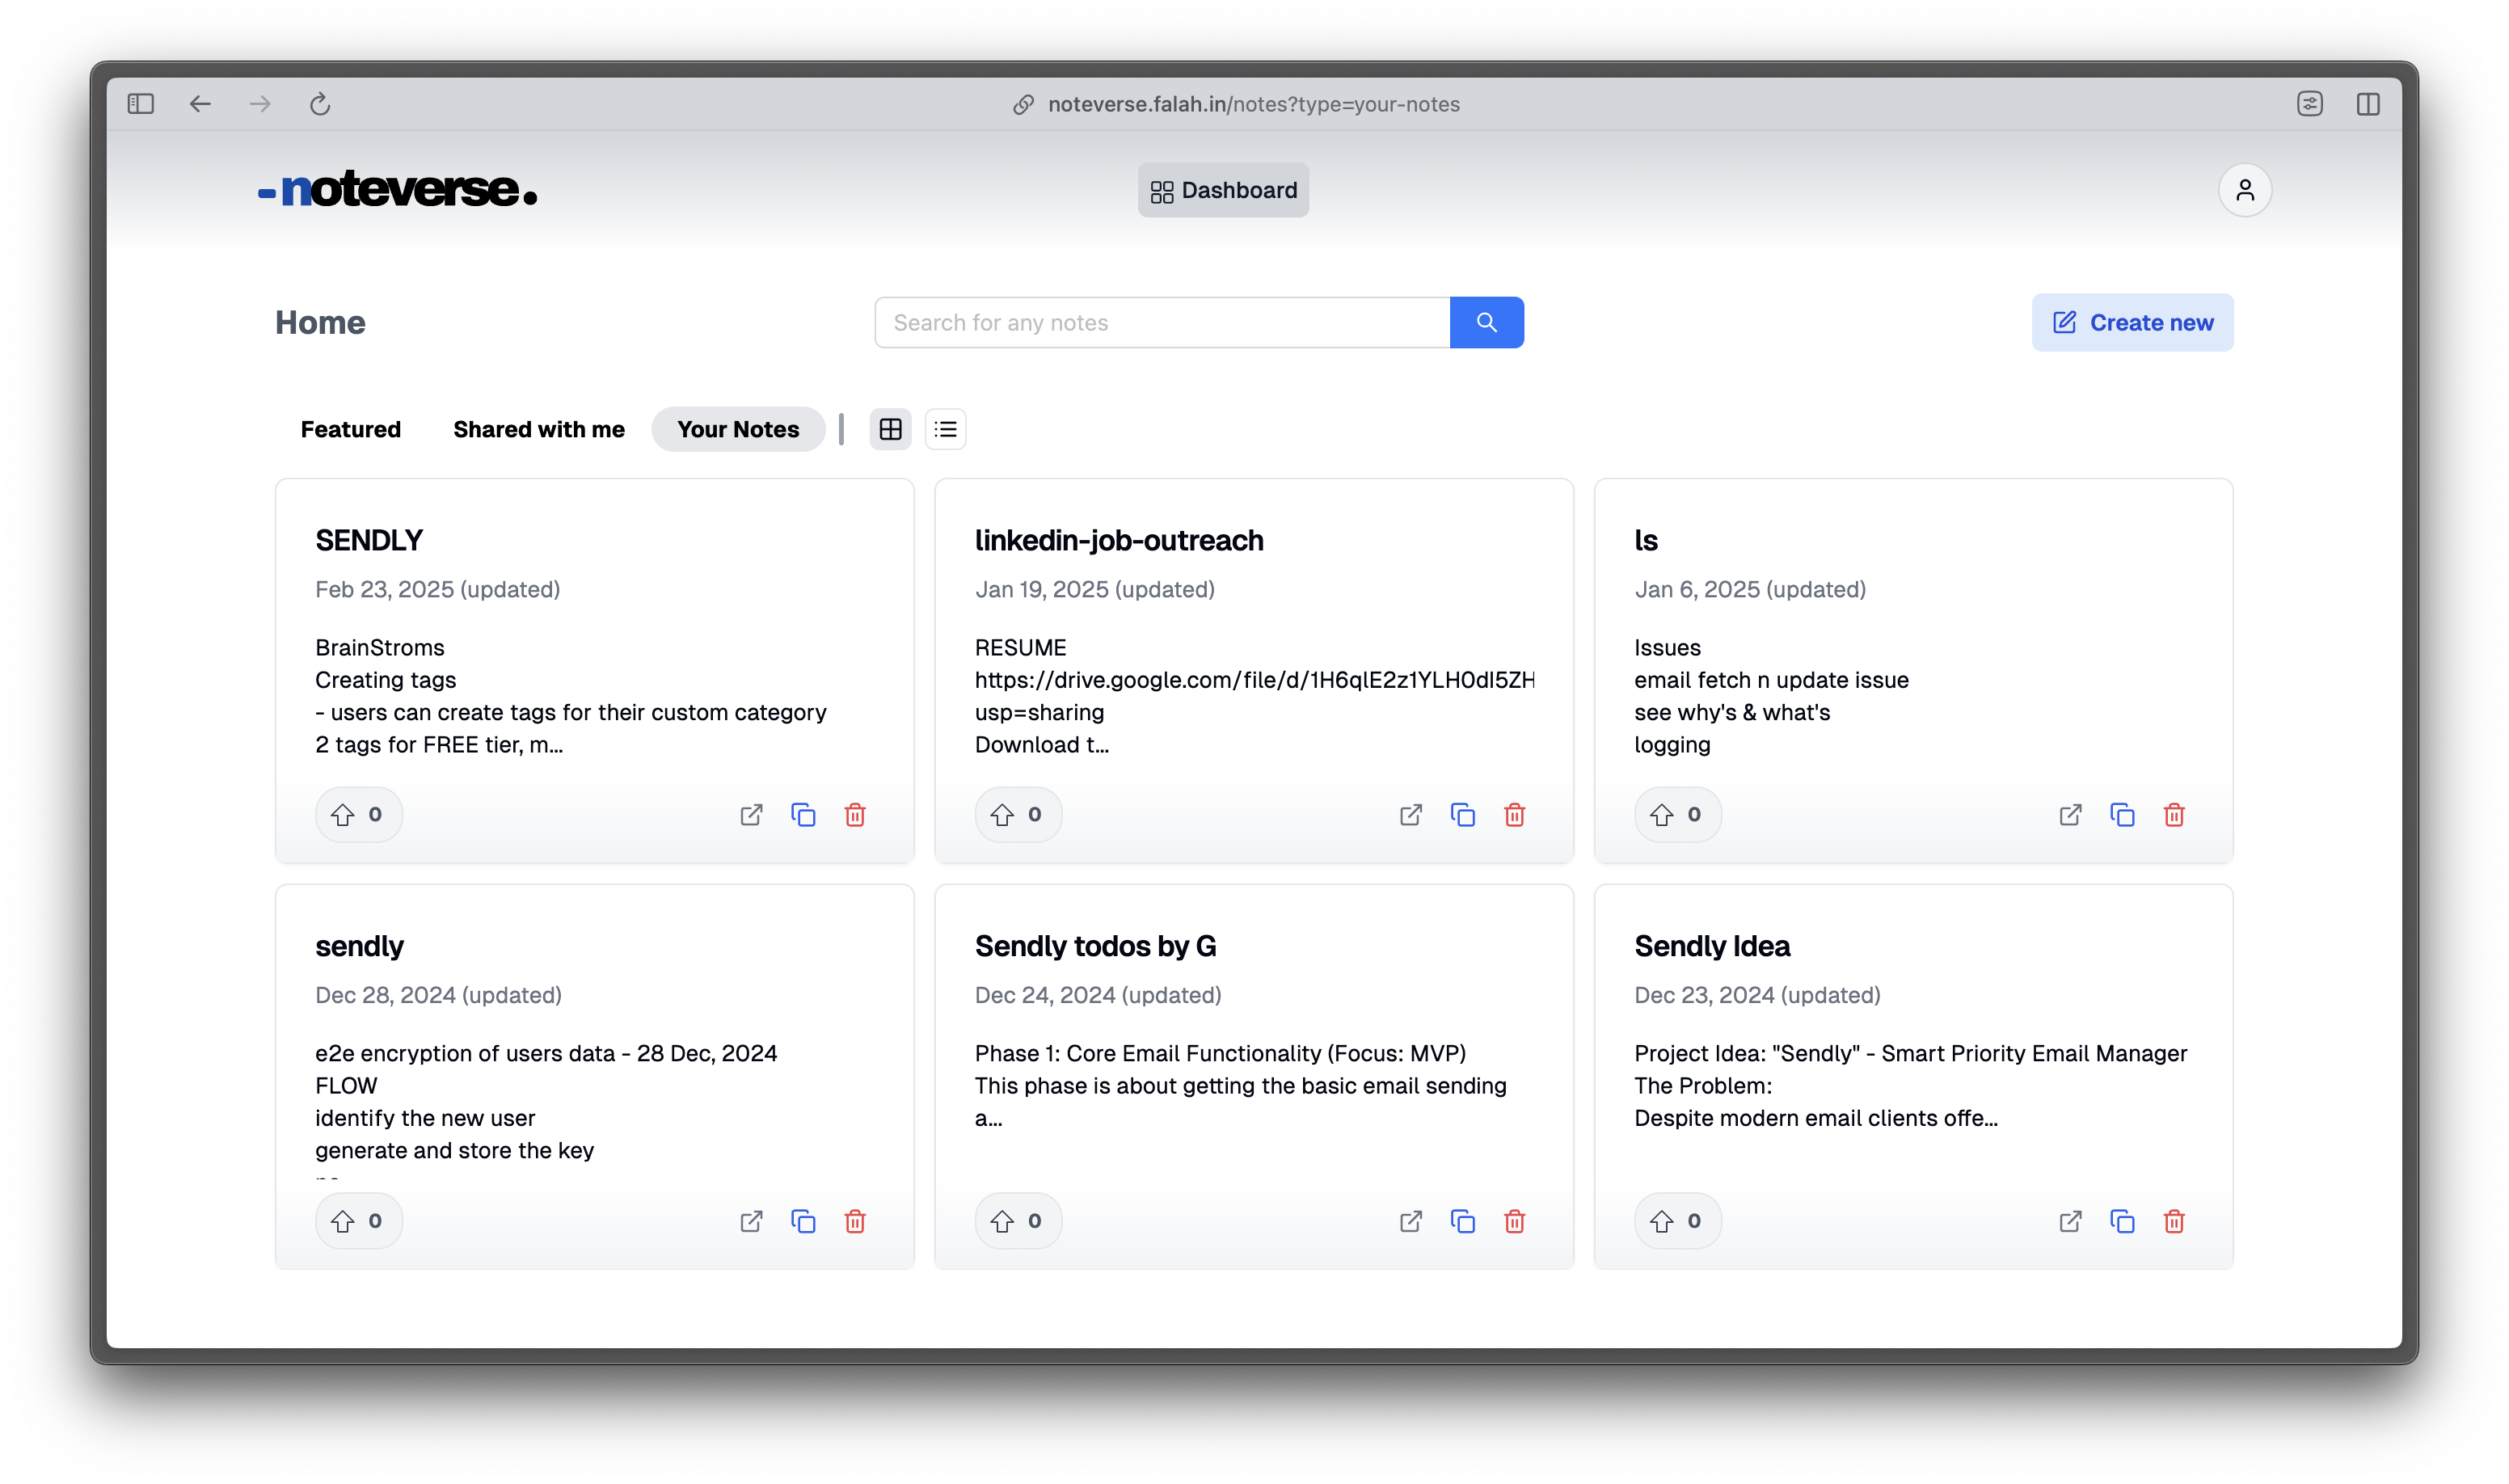 noteverse.falah.in/notes?type=your-notes
-noteverse.
Dashboard
Home
Search for any notes
Create new
Featured
Shared with me
Your Notes
SENDLY
Feb 23, 2025 (updated)
BrainStroms
Creating tags
- users can create tags for their custom category
2 tags for FREE tier, m...
0
linkedin-job-outreach
Jan 19, 2025 (updated)
RESUME
https://drive.google.com/file/d/1H6qlE2z1YLH0dI5ZH
usp=sharing
Download t...
0
ls
Jan 6, 2025 (updated)
Issues
email fetch n update issue
see why's & what's
logging
0
sendly
Dec 28, 2024 (updated)
e2e encryption of users data - 28 Dec, 2024
FLOW
identify the new user
generate and store the key
0
Sendly todos by G
Dec 24, 2024 (updated)
Phase 1: Core Email Functionality (Focus: MVP)
This phase is about getting the basic email sending
a...
0
Sendly Idea
Dec 23, 2024 (updated)
Project Idea: "Sendly" - Smart Priority Email Manager
The Problem:
Despite modern email clients offe...
0